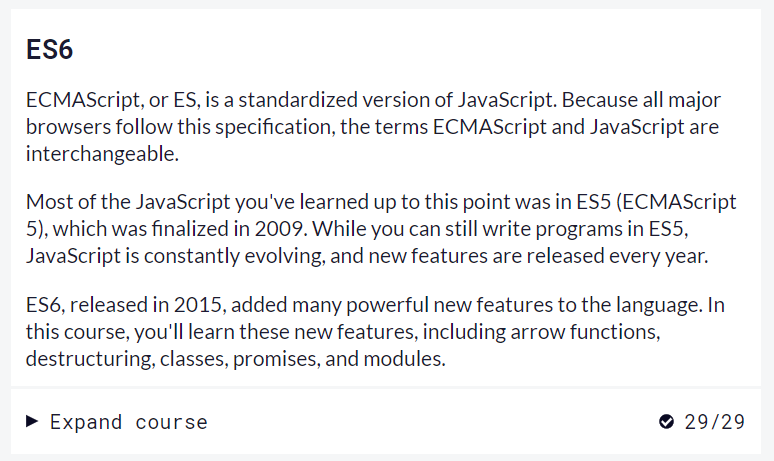 ES6
ECMAScript, or ES, is a standardized version of JavaScript. Because all major
browsers follow this specification, the terms ECMAScript and JavaScript are
interchangeable.
Most of the JavaScript you've learned up to this point was in ES5 (ECMAScript
5), which was finalized in 2009. While you can still write programs in ES5,
JavaScript is constantly evolving, and new features are released every year.
ES6, released in 2015, added many powerful new features to the language. In
this course, you'll learn these new features, including arrow functions,
destructuring, classes, promises, and modules.
Expand course 29/29